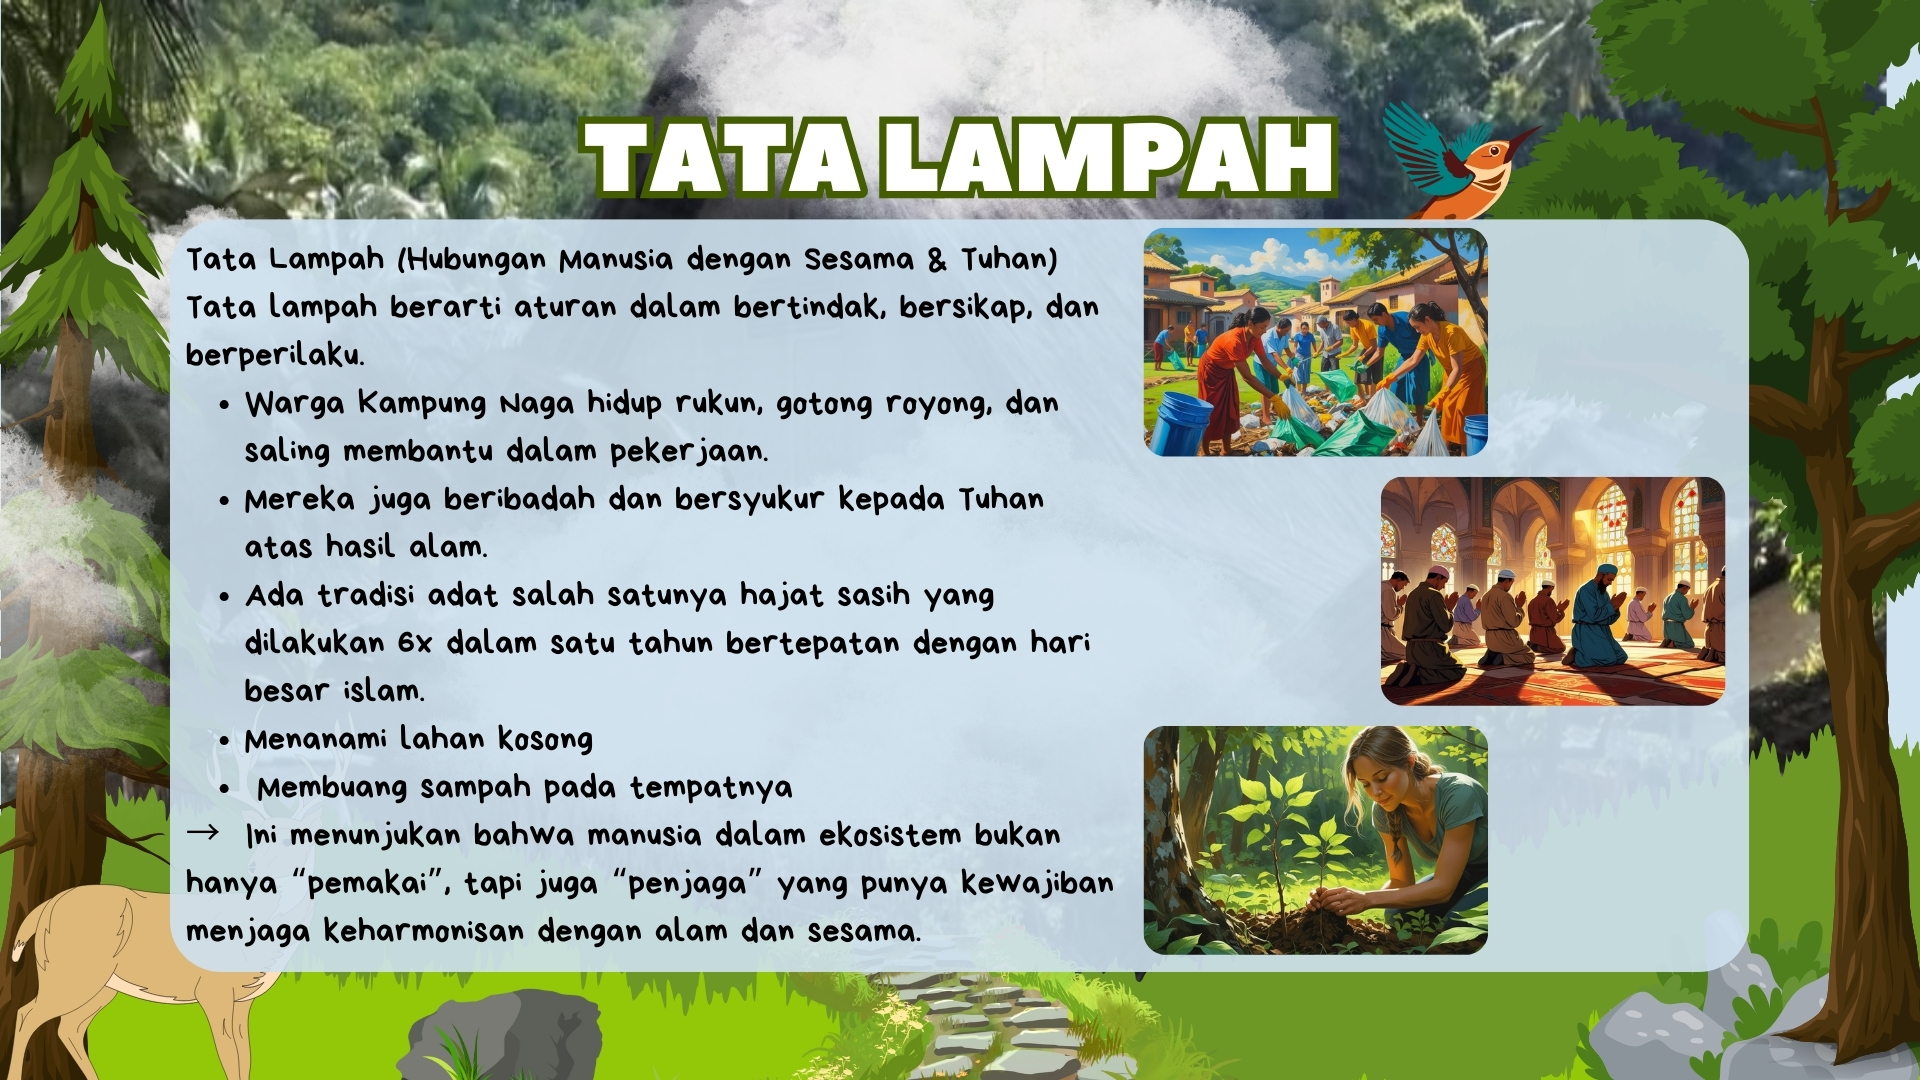 TATA LAMPAH
Tata Lampah (Hubungan Manusia dengan Sesama & Tuhan)
Tata lampah berarti aturan dalam bertindak, bersikap, dan
berperilaku.
• Warga Kampung Naga hidup rukun, gotong royong, dan
saling membantu dalam pekerjaan.
• Mereka juga beribadah dan bersyukur kepada Tuhan
atas hasil alam.
• Ada tradisi adat salah satunya hajat sasih yang
dilakukan 6x dalam satu tahun bertepatan dengan hari
besar islam.
• Menanami lahan kosong
• Membuang sampah pada tempatnya
→ Ini menunjukan bahwa manusia dalam ekosistem bukan
hanya “pemakai”, tapi juga “penjaga” yang punya kewajiban
menjaga keharmonisan dengan alam dan sesama.